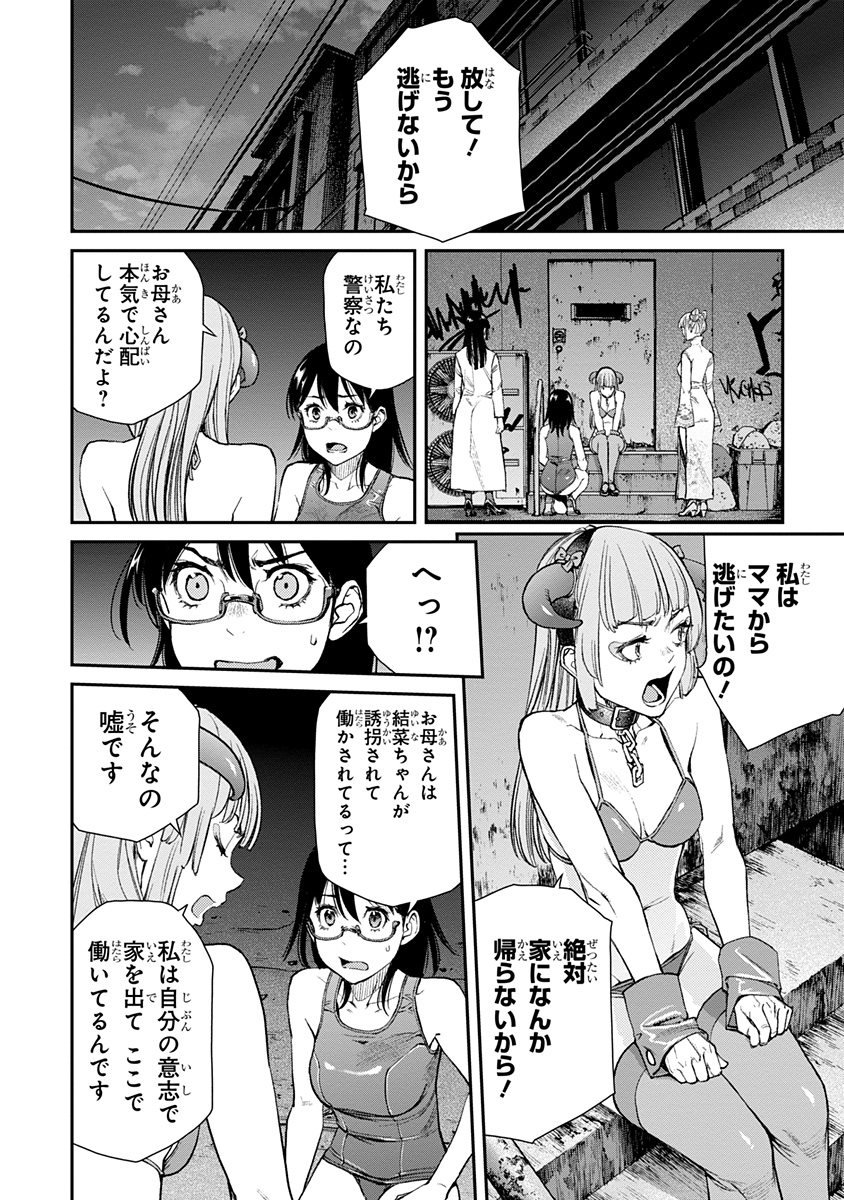 放して！
もう
逃げないから
私たち
警察なの
お母さん
本気で心配
してるんだよ？
私は
ママから
逃げたいの！
絶対
家になんか
帰らないから！
へっ!?
お母さんは
結菜ちゃんが
誘拐されて
働かされてるって…
そんなの
嘘です
私は自分の意志で
家を出て ここで
働いてるんです